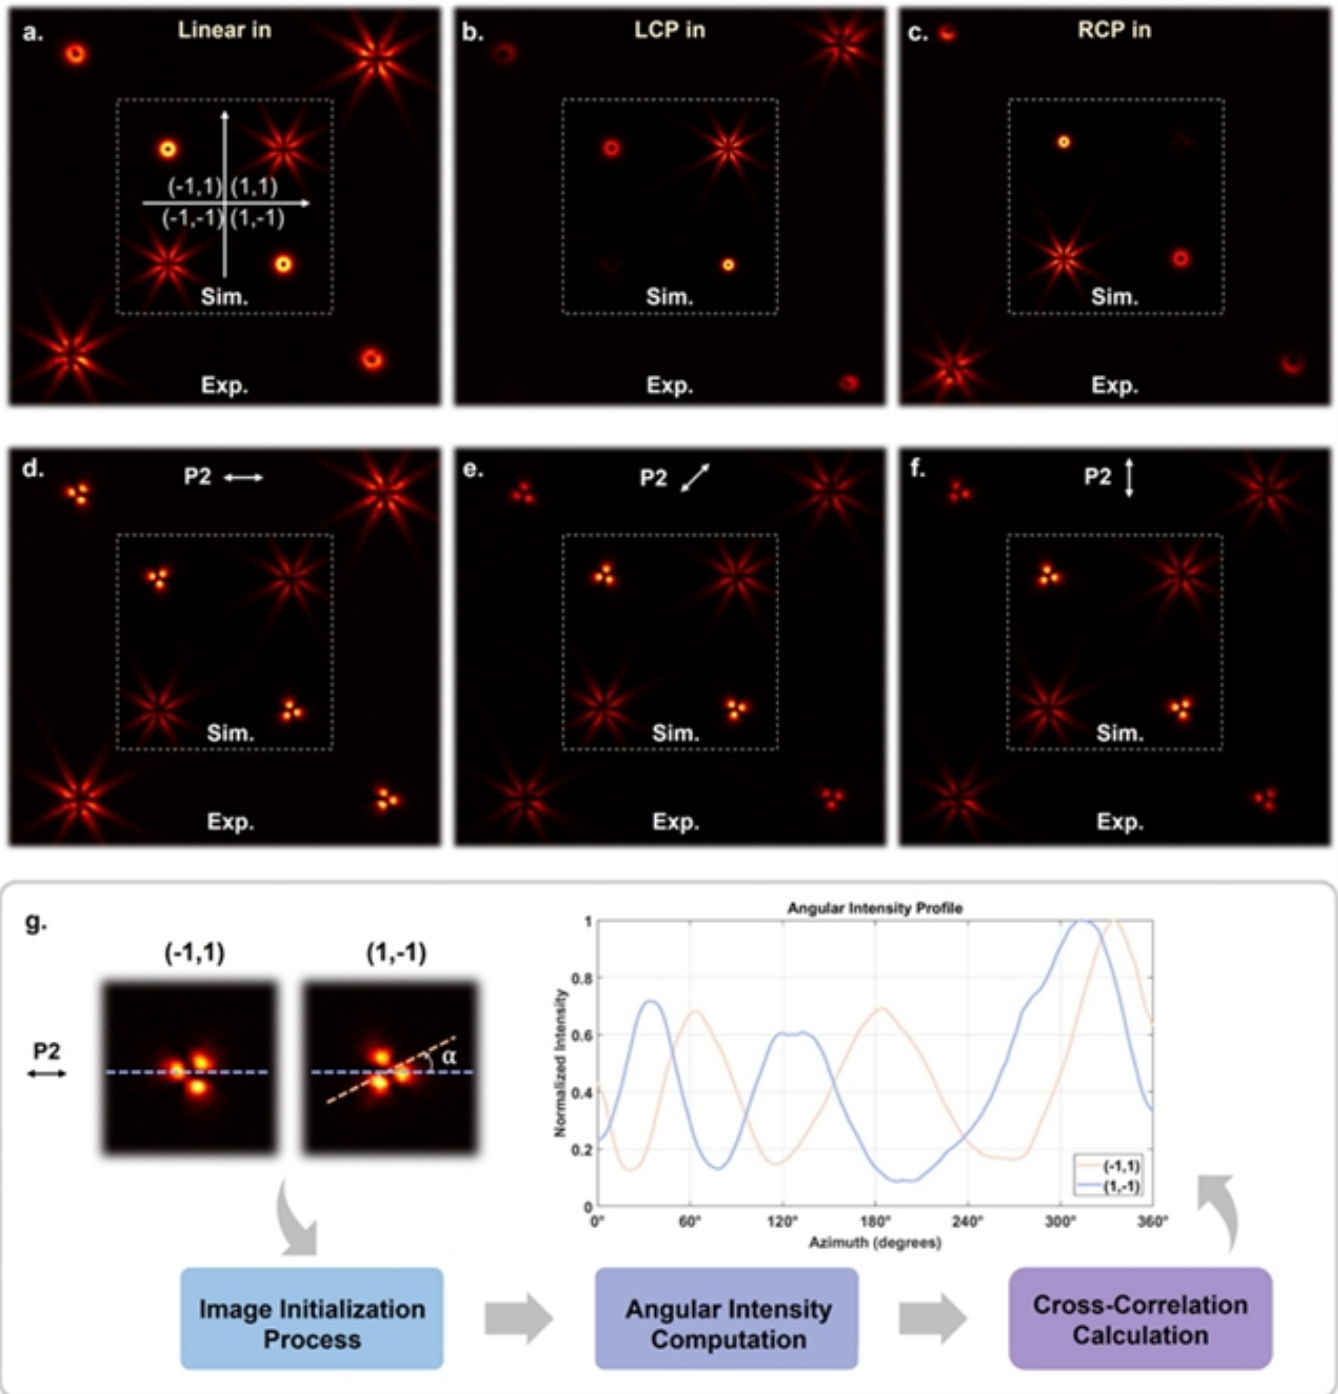 a.
Linear in
(-1,1) (1,1)
(-1,-1) (1,-1)
Sim.
Exp.
b.
LCP in
Sim.
Exp.
c.
RCP in
Sim.
Exp.
d.
P2
Sim.
Exp.
e.
P2
Sim.
Exp.
f.
P2
Sim.
Exp.
g.
(-1,1)
(1,-1)
P2
α
Angular Intensity Profile
Normalized Intensity
1
0.8
0.6
0.4
0.2
0
0° 60° 120° 180° 240° 300° 360°
Azimuth (degrees)
(-1,1)
(1,-1)
Image Initialization
Process
Angular Intensity
Computation
Cross-Correlation
Calculation